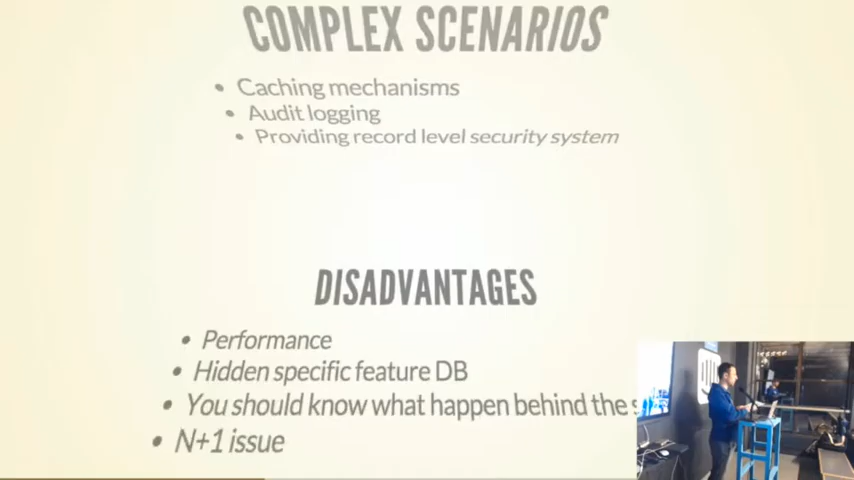 COMPLEX SCENARIOS
• Caching mechanisms
• Audit logging
• Providing record level security system
DISADVANTAGES
• Performance
• Hidden specific feature DB
• You should know what happen behind the
• N+1 issue